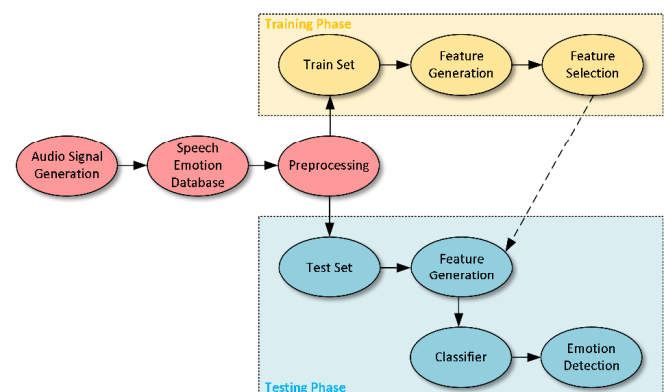 Training Phase
Train Set
Feature
Generation
Feature
Selection
Audio Signal
Generation
Speech
Emotion
Database
Preprocessing
Test Set
Feature
Generation
Classifier
Emotion
Detection
Testing Phase